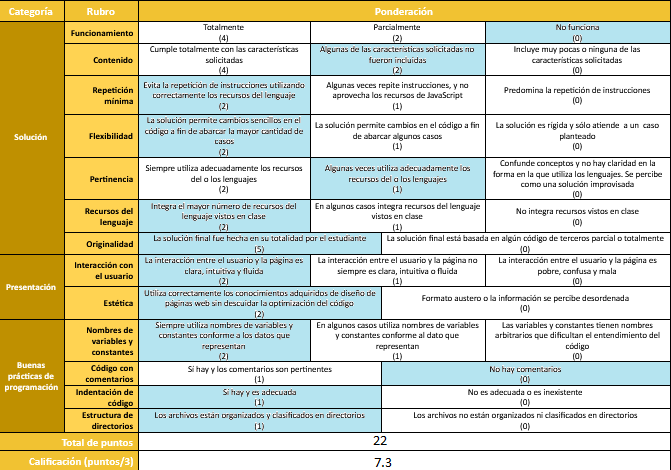 Categoría Rubro Ponderación
Solución
Funcionamiento
Totalmente
(4)
Parcialmente
(2)
No funciona
(0)
Contenido
Cumple totalmente con las características
solicitadas
(4)
Algunas de las características solicitadas no
fueron incluidas
(2)
Incluye muy pocas o ninguna de las
características solicitadas
(0)
Repetición
mínima
Evita la repetición de instrucciones utilizando
correctamente los recursos del lenguaje
(2)
Algunas veces repite instrucciones, y no
aprovecha los recursos de JavaScript
(1)
Predomina la repetición de instrucciones
(0)
Flexibilidad
La solución permite cambios sencillos en el
código a fin de abarcar la mayor cantidad de
casos
(2)
La solución permite cambios en el código a fin
de abarcar algunos casos
(1)
La solución es rígida y sólo atiende a un caso
planteado
(0)
Pertinencia
Siempre utiliza adecuadamente los recursos
del o los lenguajes
(2)
Algunas veces utiliza adecuadamente los
recursos del o los lenguajes
(1)
Confunde conceptos y no hay claridad en la
forma en la que utiliza los lenguajes. Se percibe
como una solución improvisada
(0)
Recursos del
lenguaje
Integra el mayor número de recursos del
lenguaje vistos en clase
(2)
En algunos casos integra recursos del lenguaje
vistos en clase
(1)
No integra recursos vistos en clase
(0)
Originalidad
La solución final fue hecha en su totalidad por el estudiante
(5)
La solución final está basada en algún código de terceros parcial o totalmente
(0)
Presentación
Interacción con
el usuario
La interacción entre el usuario y la página es
clara, intuitiva y fluida
(2)
La interacción entre el usuario y la página no
siempre es clara, intuitiva o fluida
(1)
La interacción entre el usuario y la página es
pobre, confusa y mala
(0)
Estética
Utiliza correctamente los conocimientos adquiridos de diseño de
páginas web sin descuidar la optimización del código
(2)
Formato austero o la información se percibe desordenada
(0)
Buenas
prácticas de
programación
Nombres de
variables y
constantes
Siempre utiliza nombres de variables y
constantes conforme a los datos que
representan
(2)
En algunos casos utiliza nombres de variables
y constantes conforme al dato que
representan
(1)
Las variables y constantes tienen nombres
arbitrarios que dificultan el entendimiento del
código
(0)
Código con
comentarios
Sí hay y los comentarios son pertinentes
(1)
No hay comentarios
(0)
Indentación de
código
Sí hay y es adecuada
(1)
No es adecuada o es inexistente
(0)
Estructura de
directorios
Los archivos están organizados y clasificados en directorios
(1)
Los archivos no están organizados ni clasificados en directorios
(0)
Total de puntos 22
Calificación (puntos/3) 7.3